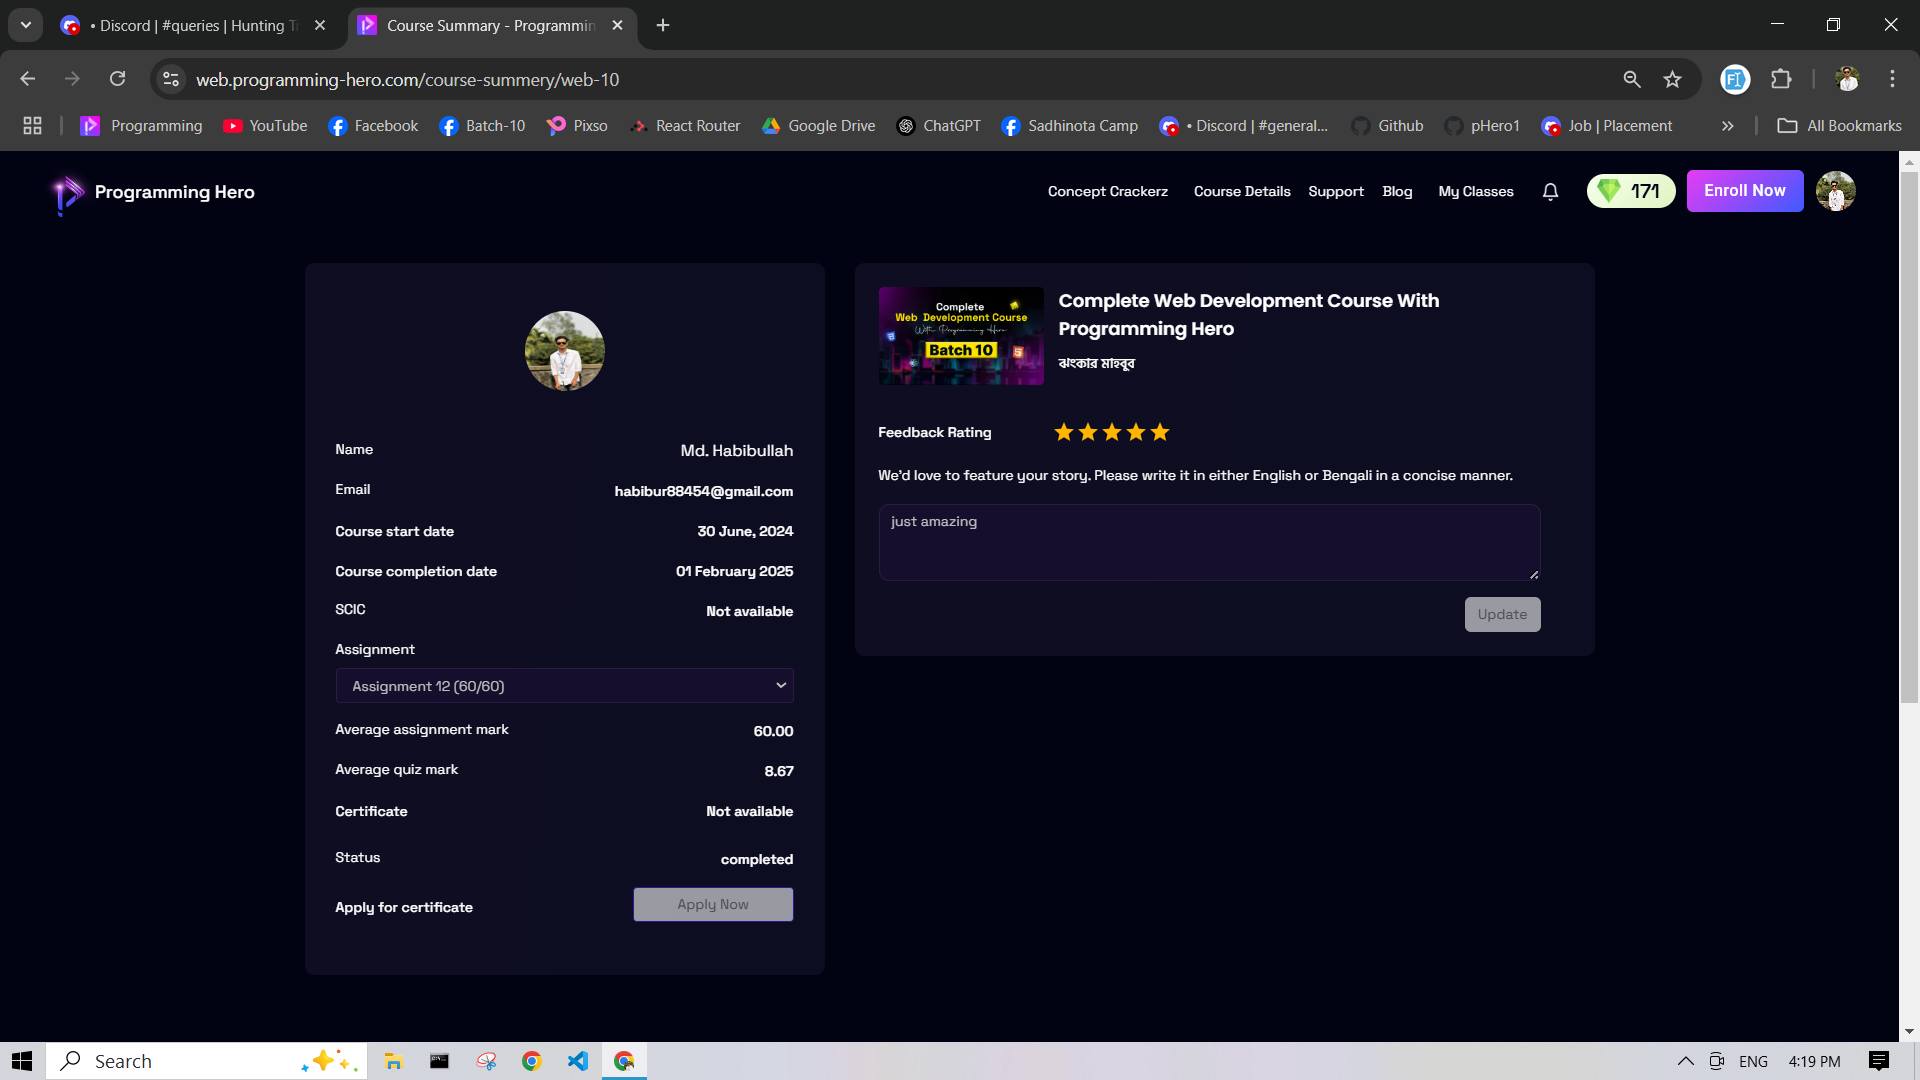 • Discord | #queries | Hunting Tr
Course Summary - Programmin
web.programming-hero.com/course-summery/web-10
Programming
YouTube
Facebook
Batch-10
Pixso
React Router
Google Drive
ChatGPT
Sadhinota Camp
• Discord | #general...
Github
pHero1
Job | Placement
All Bookmarks
Programming Hero
Concept Crackerz
Course Details
Support
Blog
My Classes
171
Enroll Now
Name
Md. Habibullah
Email
habibur88454@gmail.com
Course start date
30 June, 2024
Course completion date
01 February 2025
SCIC
Not available
Assignment
Assignment 12 (60/60)
Average assignment mark
60.00
Average quiz mark
8.67
Certificate
Not available
Status
completed
Apply for certificate
Apply Now
Complete
Web Development Course
With Programming Hero
Batch 10
Complete Web Development Course With
Programming Hero
ঝংকার মাহবুব
Feedback Rating
We'd love to feature your story. Please write it in either English or Bengali in a concise manner.
just amazing
Update
Search
ENG
4:19 PM